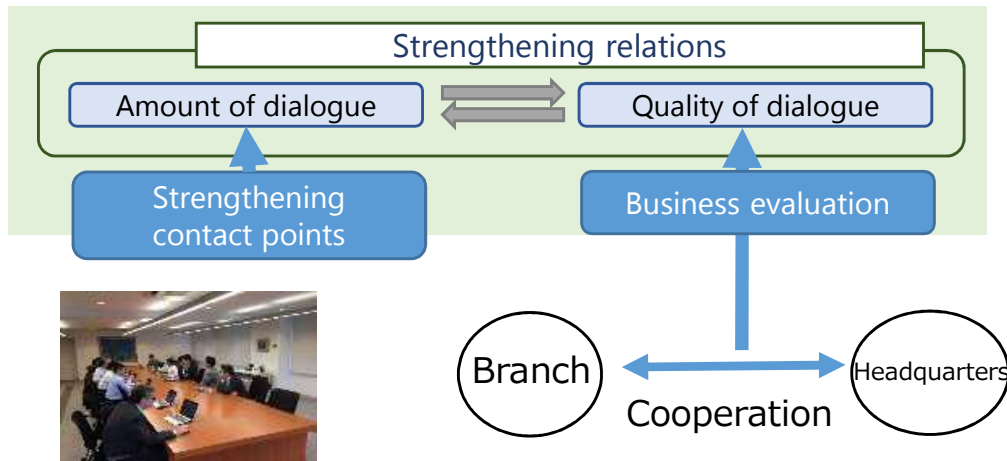 Strengthening relations
Amount of dialogue
Quality of dialogue
Strengthening
contact points
Business evaluation
Branch
Headquarters
Cooperation